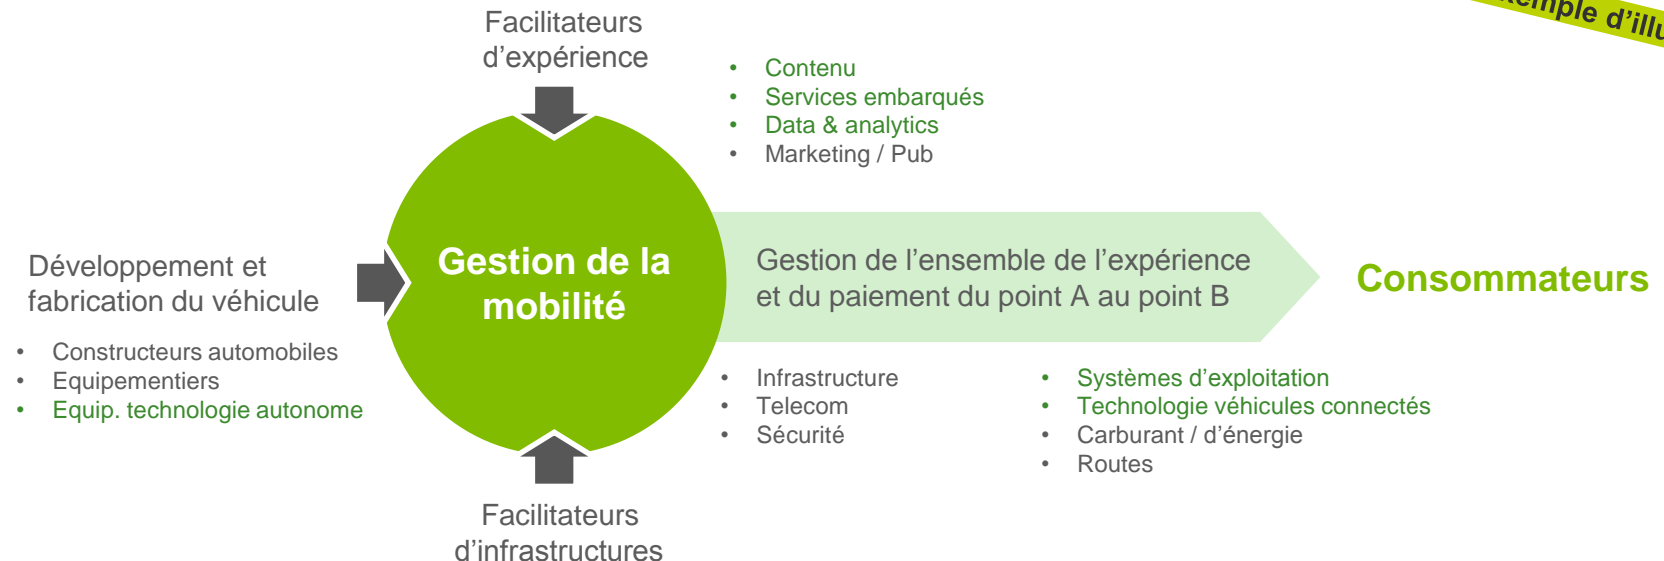 d'illu
Facilitateurs
d’expérience
• Contenu
• Services embarqués
• Data & analytics
• Marketing / Pub
Développement et
fabrication du véhicule
• Constructeurs automobiles
• Equipementiers
• Equip. technologie autonome
Gestion de la
mobilité
Gestion de l’ensemble de l’expérience
et du paiement du point A au point B
Consommateurs
• Infrastructure
• Telecom
• Sécurité
• Systèmes d’exploitation
• Technologie véhicules connectés
• Carburant / d’énergie
• Routes
Facilitateurs
d’infrastructures